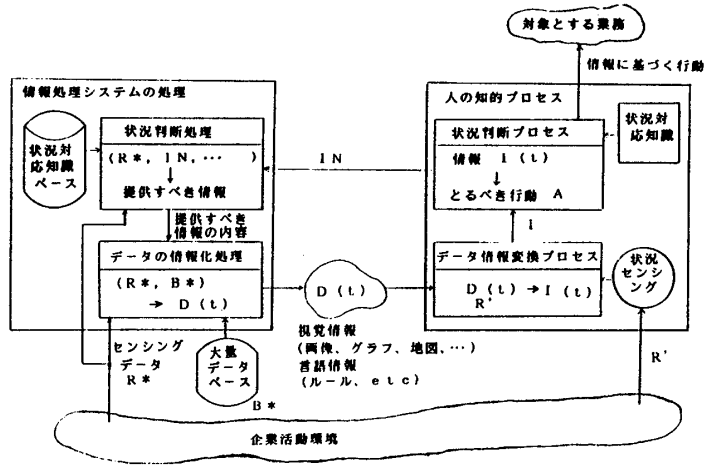 対象とする業務
情報に基づく行動
情報処理システムの処理
状況対
応知識
ベース
状況判断処理
(R*, IN,… )
↓
提供すべき情報
提供すべき
情報の内容
データの情報化処理
(R*, B*)
→ D(t)
センシング
データ
R*
大量
データ
ベース
B*
IN
D(t)
視覚情報
(画像、グラフ、地図、…)
言語情報
(ルール、etc)
人の知的プロセス
状況判断プロセス
情報 I(t)
↓
とるべき行動 A
状況対
応知識
I
データ情報変換プロセス
D(t)→I(t)
R'
状況
センシ
ング
R'
企業活動環境